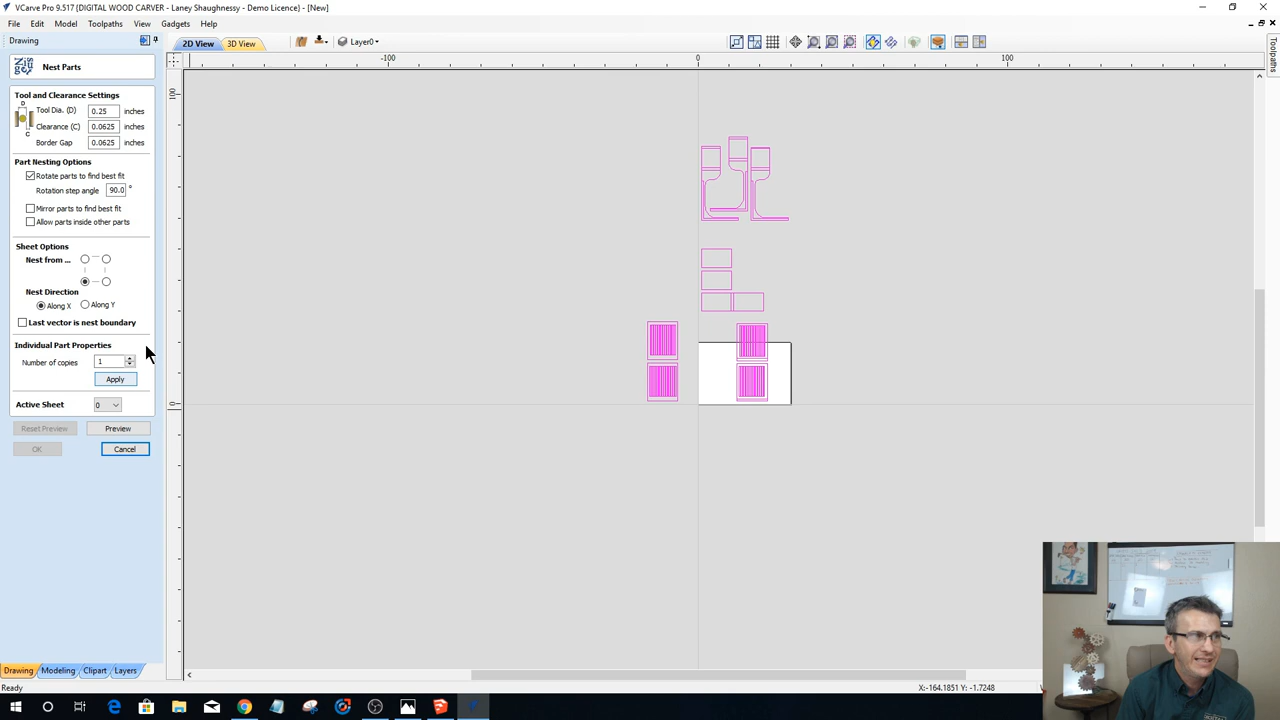 VCarve Pro 9.517 {DIGITAL WOOD CARVER - Laney Shaughnessy - Demo Licence} - [New]
File Edit Model Toolpaths View Gadgets Help
Drawing
2D View 3D View Layer0
Nest Parts
-100 0 100
Toolpaths
Tool and Clearance Settings
D
Tool Dia. (D) 0.25 inches
Clearance (C) 0.0625 inches
C
Border Gap 0.0625 inches
Part Nesting Options
Rotate parts to find best fit
Rotation step angle 90.0 °
Mirror parts to find best fit
Allow parts inside other parts
Sheet Options
Nest from ...
Nest Direction
Along X Along Y
Last vector is nest boundary
Individual Part Properties
Number of copies 1
Apply
Active Sheet 0
Reset Preview Preview
OK Cancel
100
0
Drawing Modeling Clipart Layers
Ready
X:-164.1851 Y: -1.7248